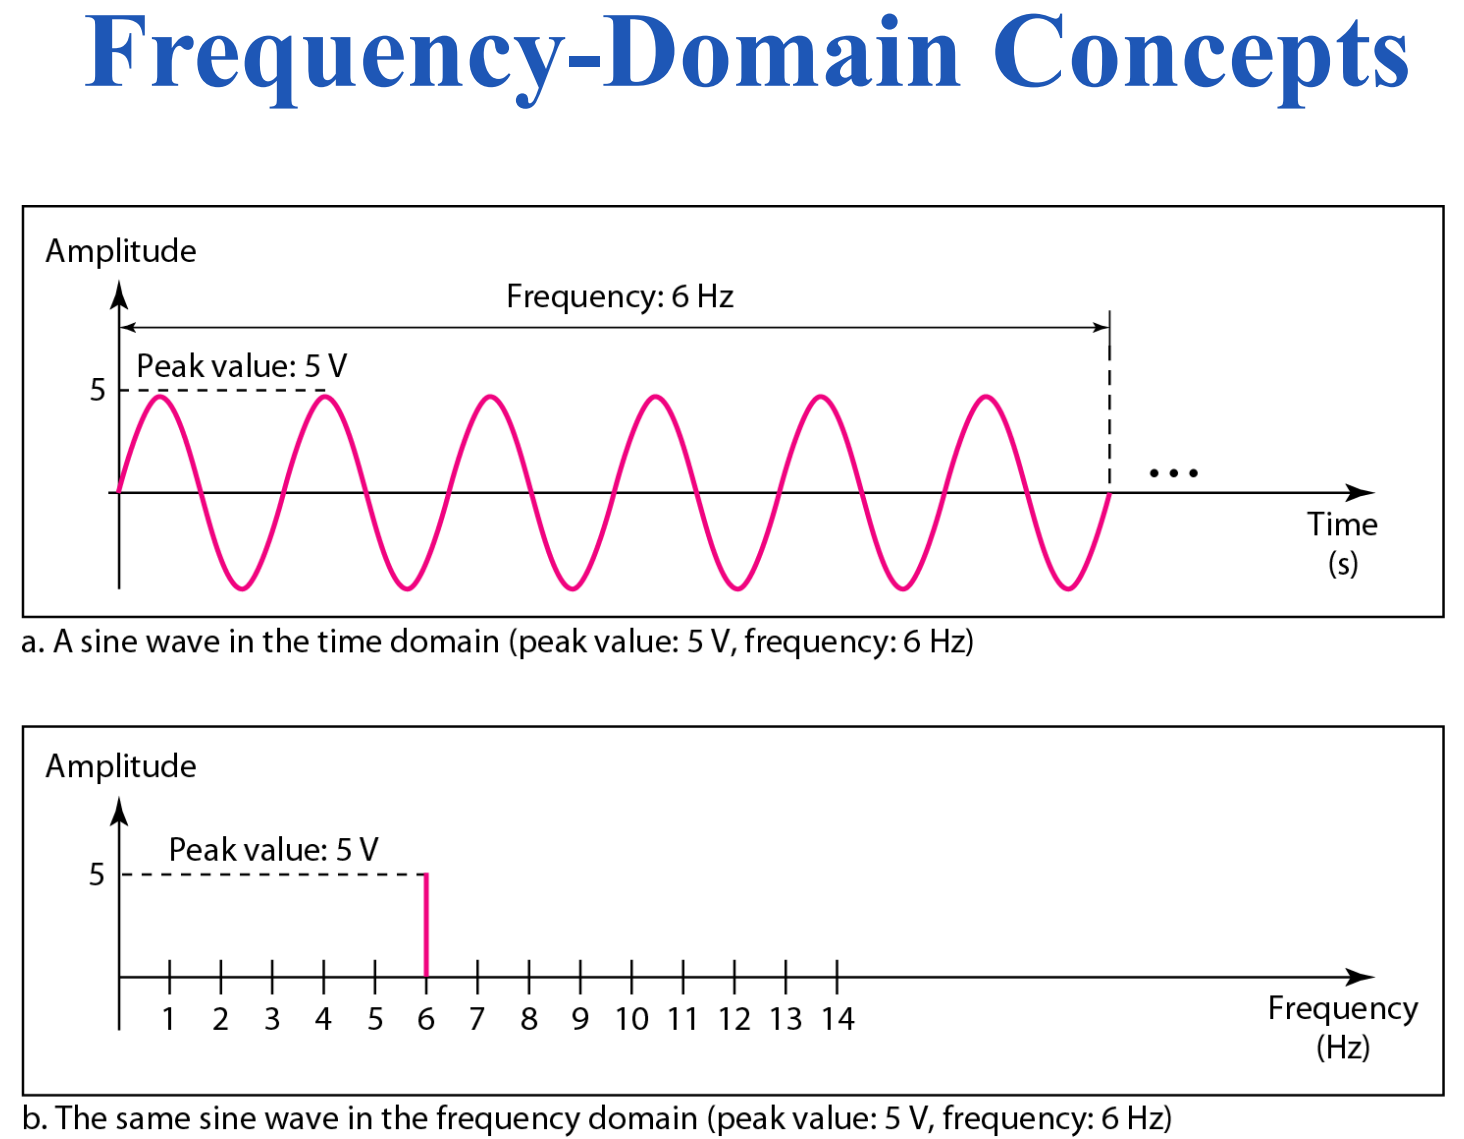 Frequency-Domain Concepts
Amplitude
Frequency: 6 Hz
Peak value: 5 V
5
...
Time
(s)
a. A sine wave in the time domain (peak value: 5 V, frequency: 6 Hz)
Amplitude
Peak value: 5 V
5
1 2 3 4 5 6 7 8 9 10 11 12 13 14
Frequency
(Hz)
b. The same sine wave in the frequency domain (peak value: 5 V, frequency: 6 Hz)